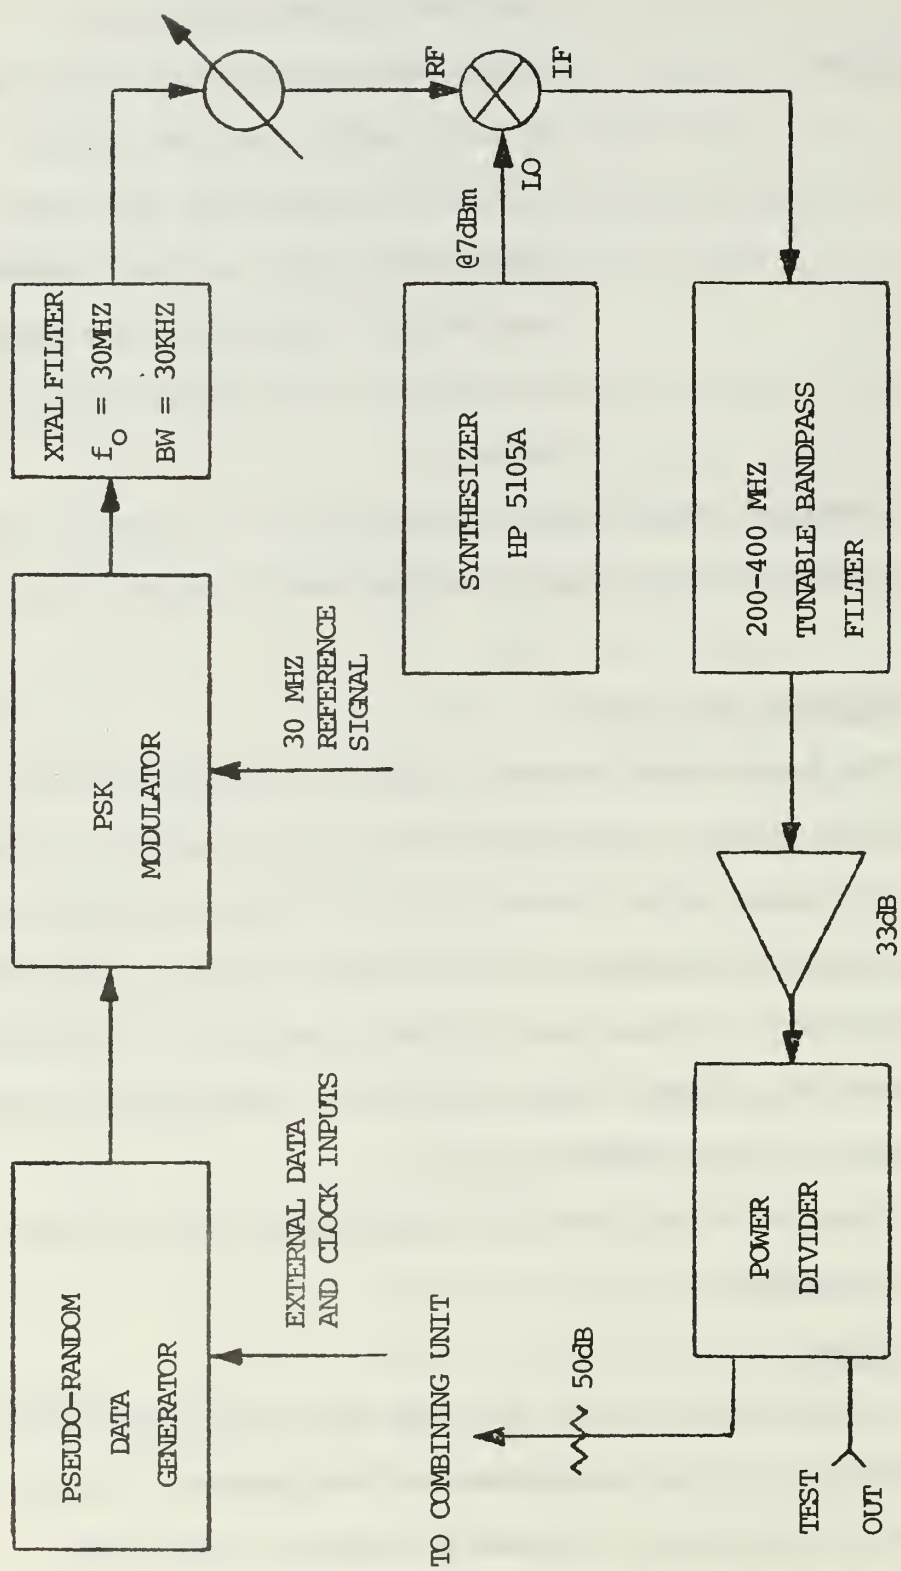 PSEUDO-RANDOM
DATA
GENERATOR
EXTERNAL DATA
AND CLOCK INPUTS
PSK
MODULATOR
30 MHZ
REFERENCE
SIGNAL
XTAL FILTER
fO = 30MHZ
BW = 30KHZ
RF
LO
IF
@7dBm
SYNTHESIZER
HP 5105A
200-400 MHZ
TUNABLE BANDPASS
FILTER
33dB
POWER
DIVIDER
50dB
TO COMBINING UNIT
TEST
OUT